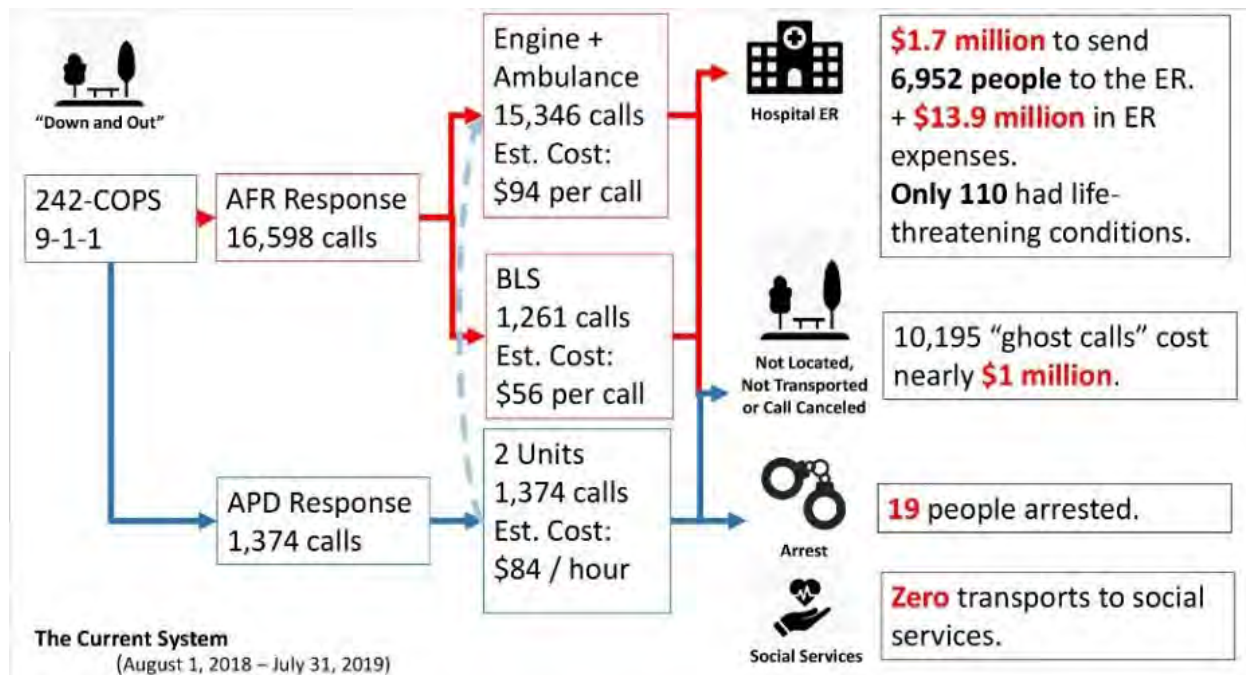 “Down and Out”
242-COPS
9-1-1
AFR Response
16,598 calls
APD Response
1,374 calls
Engine +
Ambulance
15,346 calls
Est. Cost:
$94 per call
BLS
1,261 calls
Est. Cost:
$56 per call
2 Units
1,374 calls
Est. Cost:
$84 / hour
Hospital ER
$1.7 million to send
6,952 people to the ER.
+ $13.9 million in ER
expenses.
Only 110 had life-
threatening conditions.
Not Located,
Not Transported
or Call Canceled
10,195 “ghost calls” cost
nearly $1 million.
Arrest
19 people arrested.
Social Services
Zero transports to social
services.
The Current System
(August 1, 2018 – July 31, 2019)